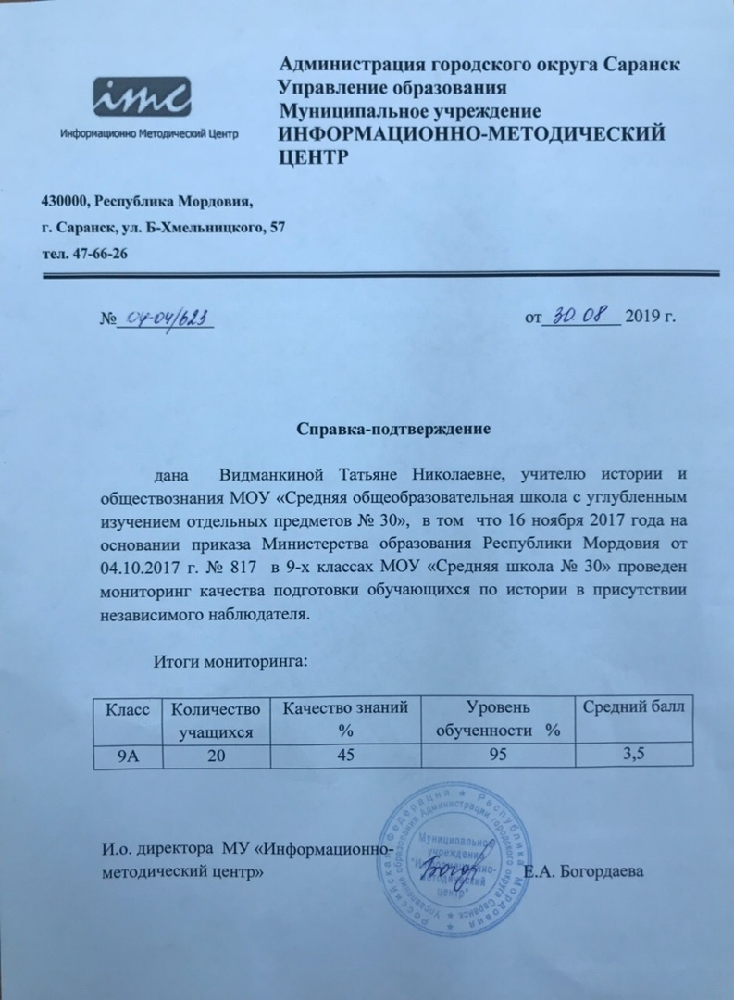 imc
Информационно Методический Центр
Администрация городского округа Саранск
Управление образования
Муниципальное учреждение
ИНФОРМАЦИОННО-МЕТОДИЧЕСКИЙ
ЦЕНТР
430000, Республика Мордовия,
г. Саранск, ул. Б-Хмельницкого, 57
тел. 47-66-26
№ 04-04/623 от 30.08 2019 г.
Справка-подтверждение
дана Видманкиной Татьяне Николаевне, учителю истории и
обществознания МОУ «Средняя общеобразовательная школа с углубленным
изучением отдельных предметов № 30», в том что 16 ноября 2017 года на
основании приказа Министерства образования Республики Мордовия от
04.10.2017 г. № 817 в 9-х классах МОУ «Средняя школа № 30» проведен
мониторинг качества подготовки обучающихся по истории в присутствии
независимого наблюдателя.
Итоги мониторинга:
Класс Количество учащихся Качество знаний % Уровень обученности % Средний балл
9А 20 45 95 3,5
И.о. директора МУ «Информационно-
методический центр» Е.А. Богордаева
Российская Федерация * Республика Мордовия *
Управление образования Администрации городского округа Саранск *
Муниципальное
учреждение
"Информационно-
методический
центр"